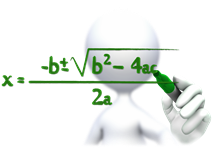 x = -b ± √b² - 4ac
2a